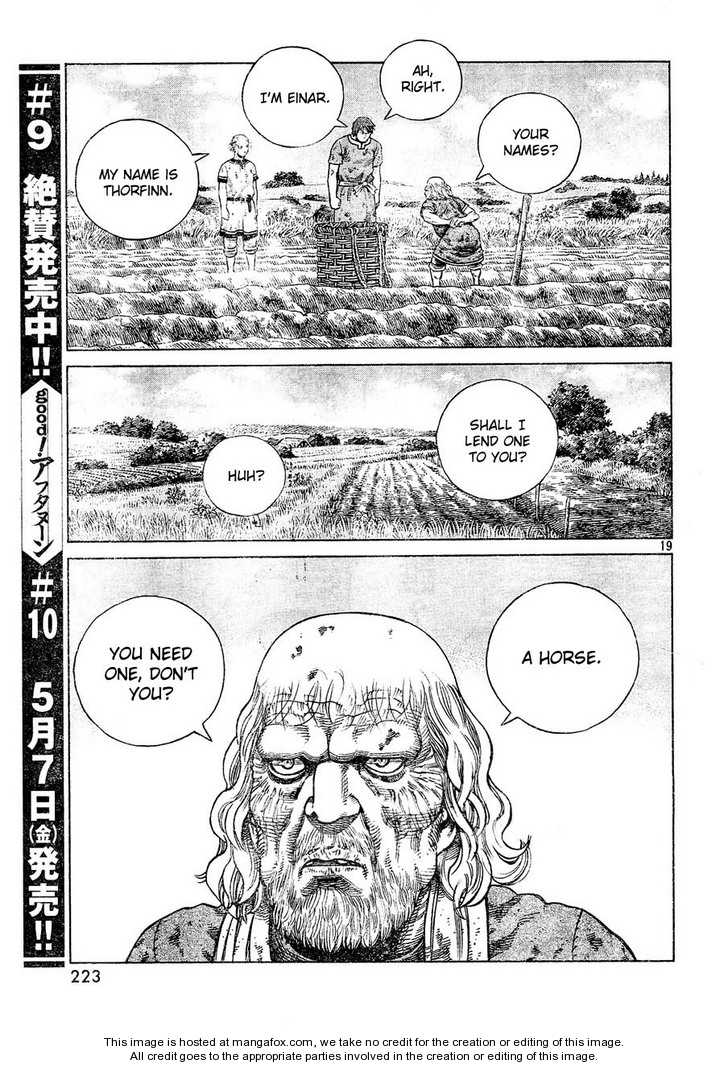 #9 絶賛発売中!! good!アフタヌーン #10 5月7日(金)発売!!
YOUR
NAMES?
AH,
RIGHT.
I'M EINAR.
MY NAME IS
THORFINN.
SHALL I
LEND ONE
TO YOU?
HUH?
19
A HORSE.
YOU NEED
ONE, DON'T
YOU?
223
This image is hosted at mangafox.com, we take no credit for the creation or editing of this image.
All credit goes to the appropriate parties involved in the creation or editing of this image.